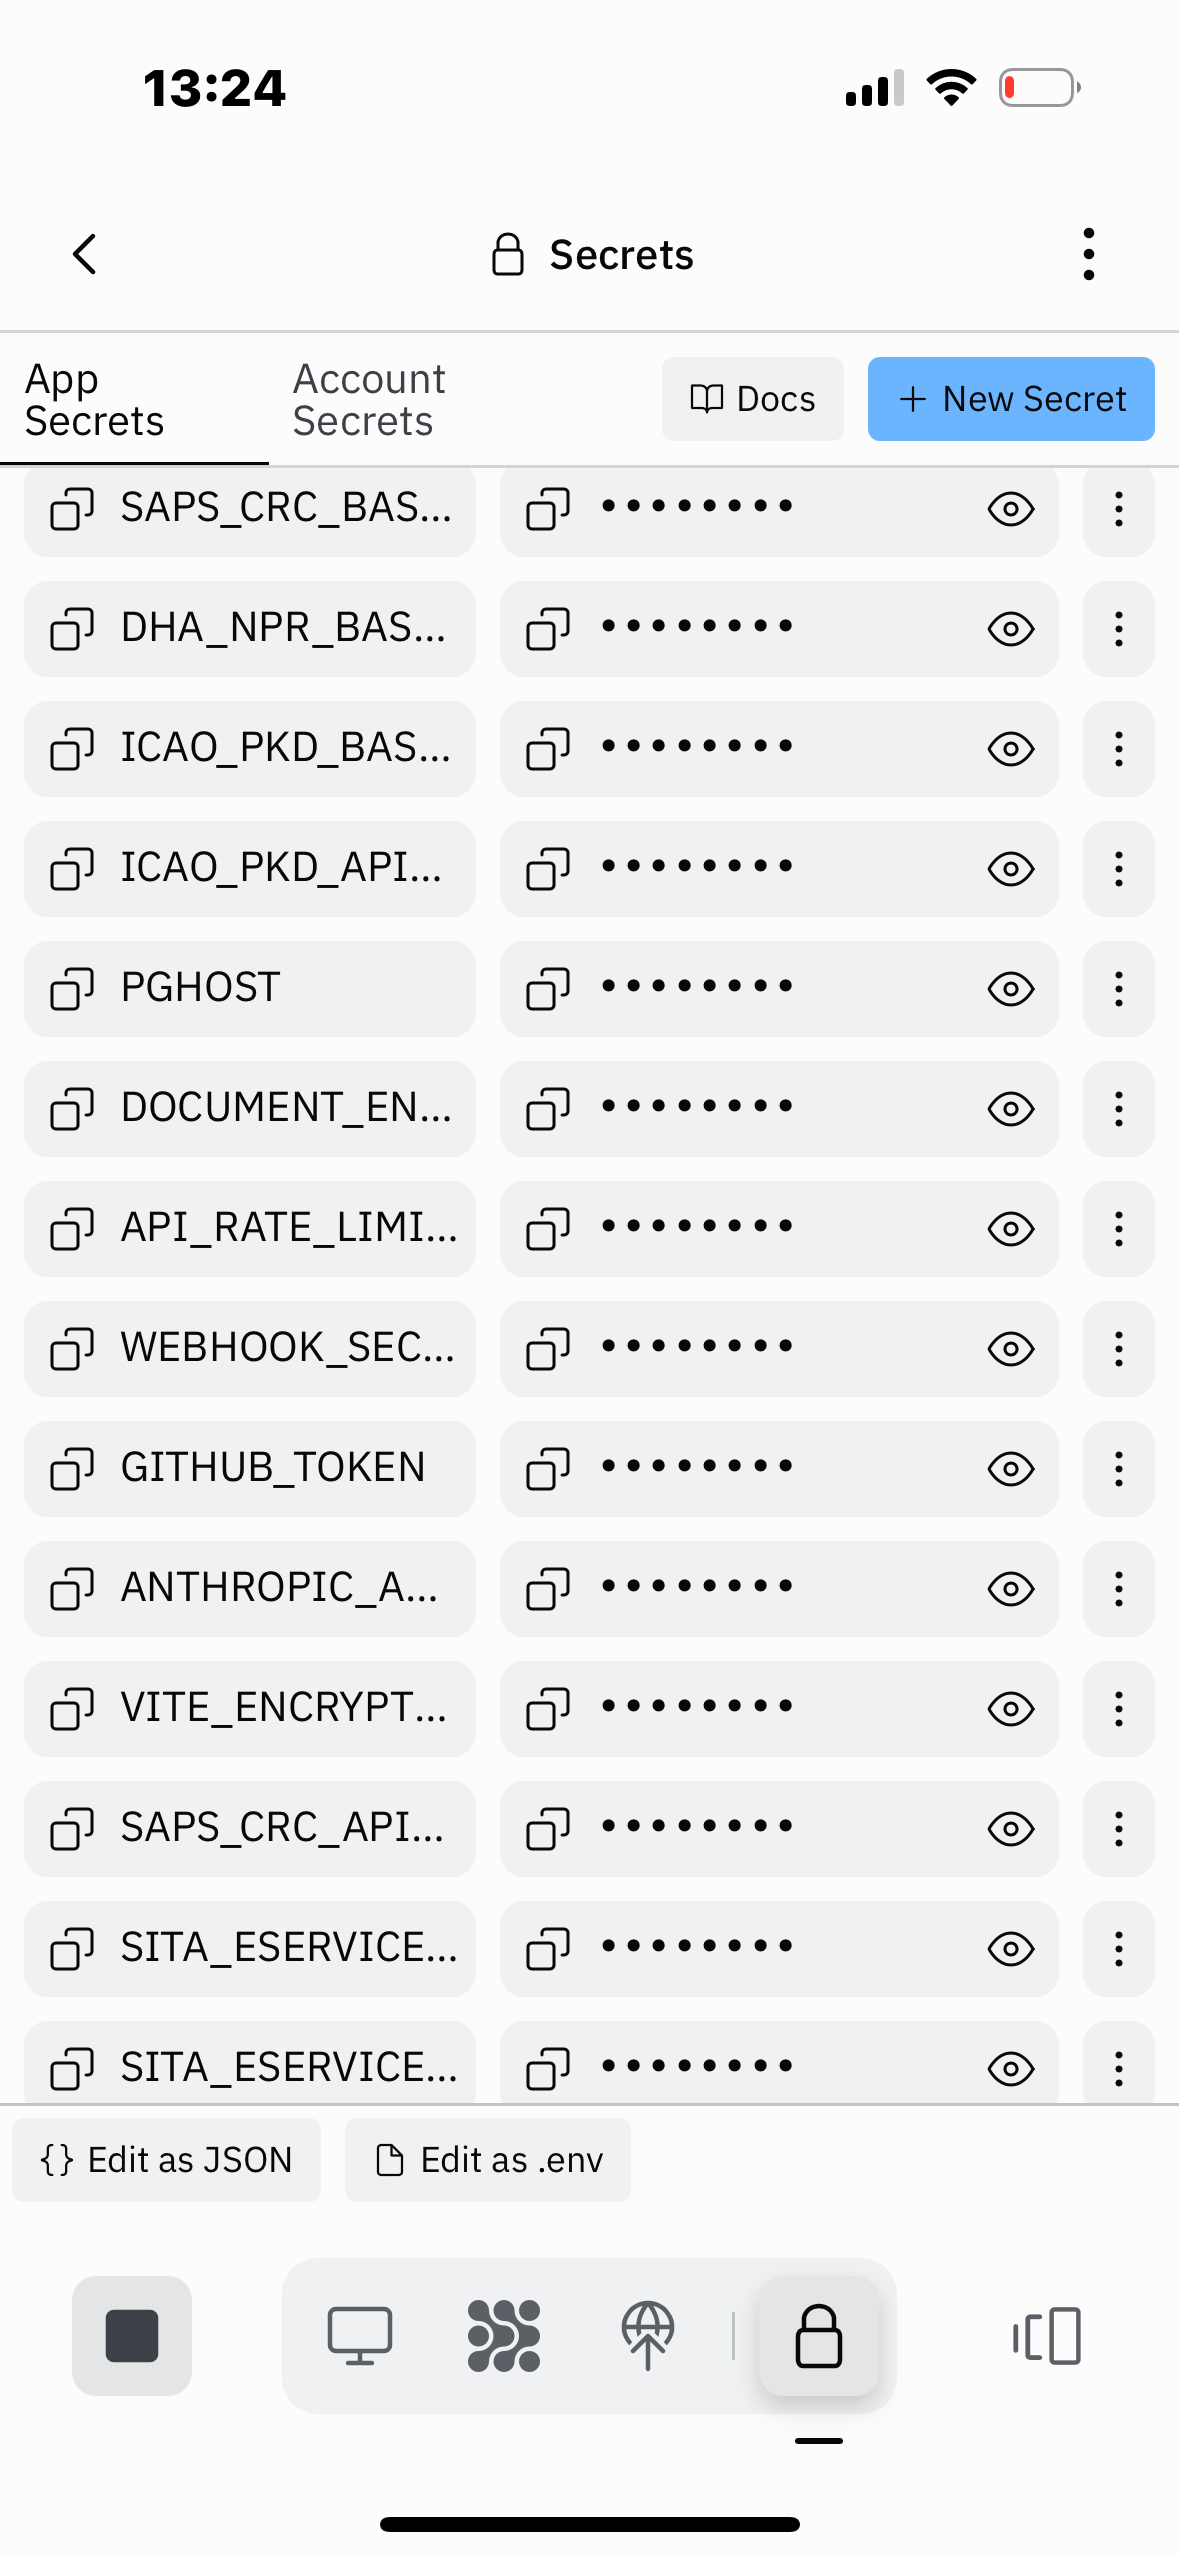 13:24
Secrets
App Secrets
Account Secrets
Docs
+ New Secret
SAPS_CRC_BAS...
DHA_NPR_BAS...
ICAO_PKD_BAS...
ICAO_PKD_API...
PGHOST
DOCUMENT_EN...
API_RATE_LIMI...
WEBHOOK_SEC...
GITHUB_TOKEN
ANTHROPIC_A...
VITE_ENCRYPT...
SAPS_CRC_API...
SITA_ESERVICE...
SITA_ESERVICE...
{} Edit as JSON
Edit as .env